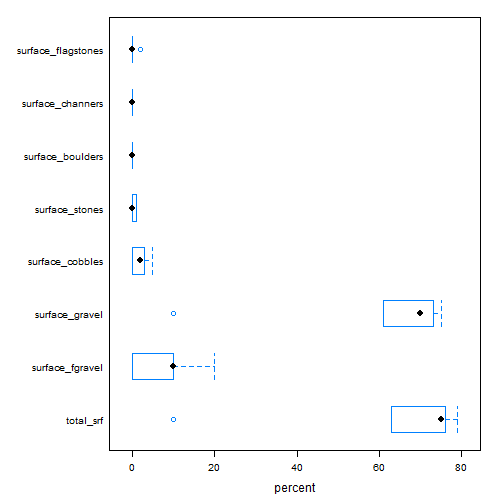 surface_flagstones
surface_channers
surface_boulders
surface_stones
surface_cobbles
surface_gravel
surface_fgravel
total_srf
0 20 40 60 80
percent